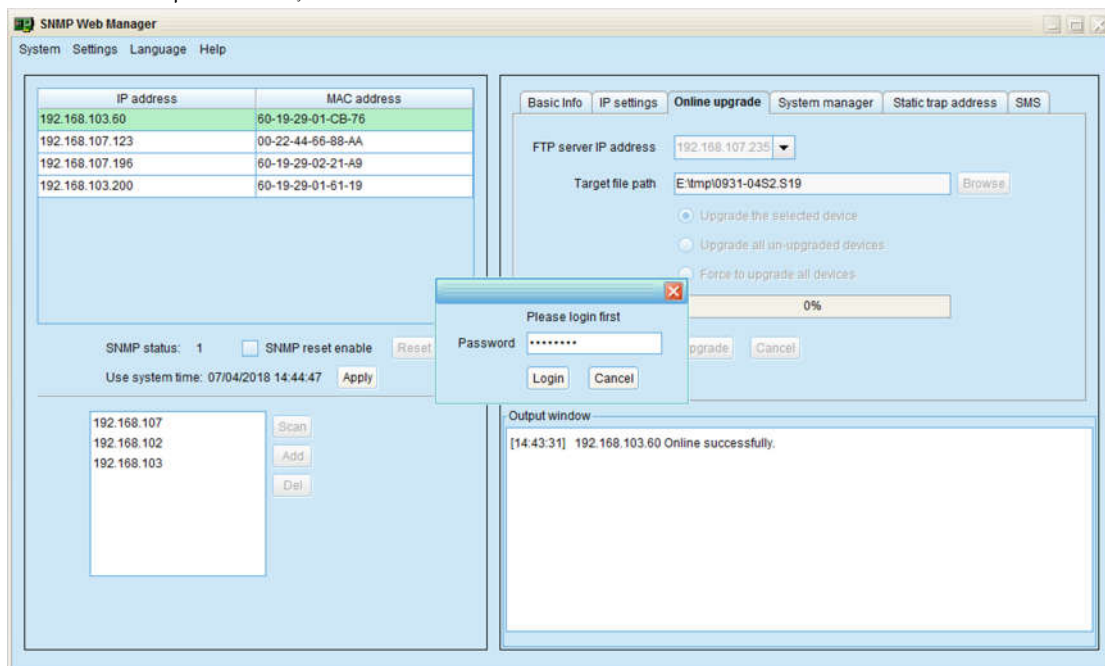 SNMP Web Manager
System Settings Language Help
IP address MAC address
192.168.103.60 60-19-29-01-CB-76
192.168.107.123 00-22-44-66-88-AA
192.168.107.196 60-19-29-02-21-A9
192.168.103.200 60-19-29-01-61-19
SNMP status: 1 SNMP reset enable Reset
Use system time: 07/04/2018 14:44:47 Apply
192.168.107
192.168.102
192.168.103
Scan
Add
Del
Basic Info IP settings Online upgrade System manager Static trap address SMS
FTP server IP address 192.168.107.235
Target file path E:\tmp\0931-04S2.S19 Browse
Upgrade the selected device
Upgrade all un-upgraded devices
Force to upgrade all devices
0%
pgrade Cancel
Please login first
Password ••••••••
Login Cancel
Output window
[14:43:31] 192.168.103.60 Online successfully.